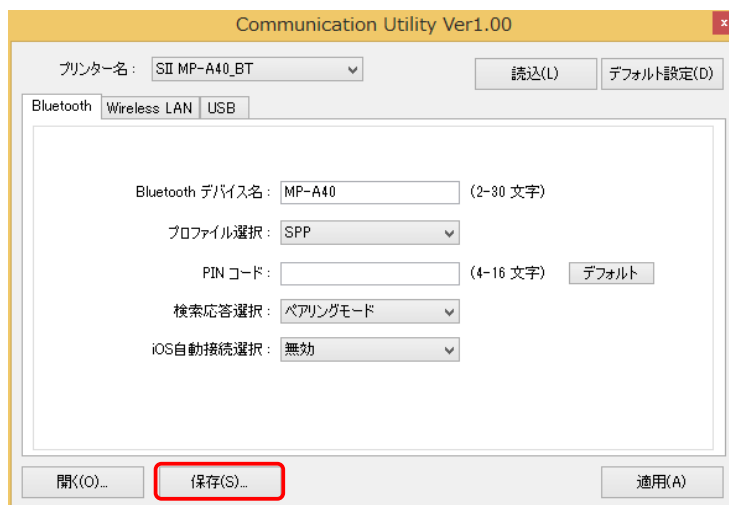 Communication Utility Ver1.00
x
プリンター名： SII MP-A40_BT
読込(L) デフォルト設定(D)
Bluetooth Wireless LAN USB
Bluetooth デバイス名： MP-A40 (2-30 文字)
プロファイル選択： SPP
PIN コード： (4-16 文字) デフォルト
検索応答選択： ペアリングモード
iOS自動接続選択： 無効
開く(O)... 保存(S)... 適用(A)